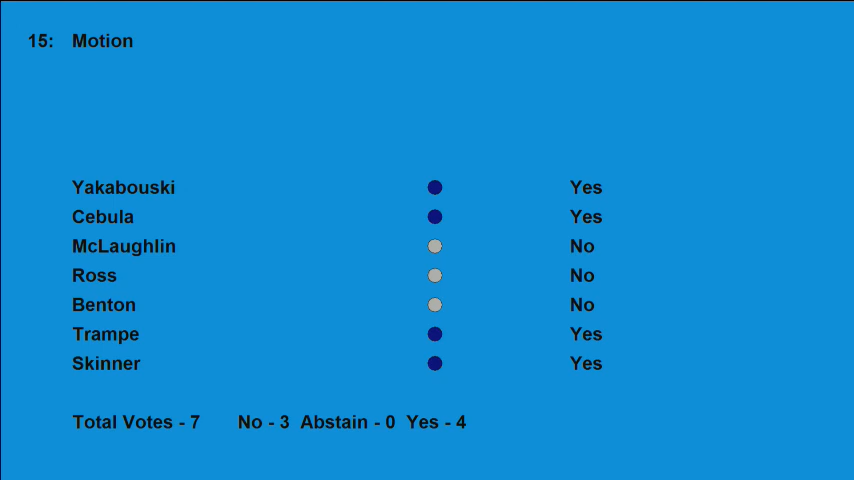 15: Motion
Yakabouski Yes
Cebula Yes
McLaughlin No
Ross No
Benton No
Trampe Yes
Skinner Yes
Total Votes - 7 No - 3 Abstain - 0 Yes - 4